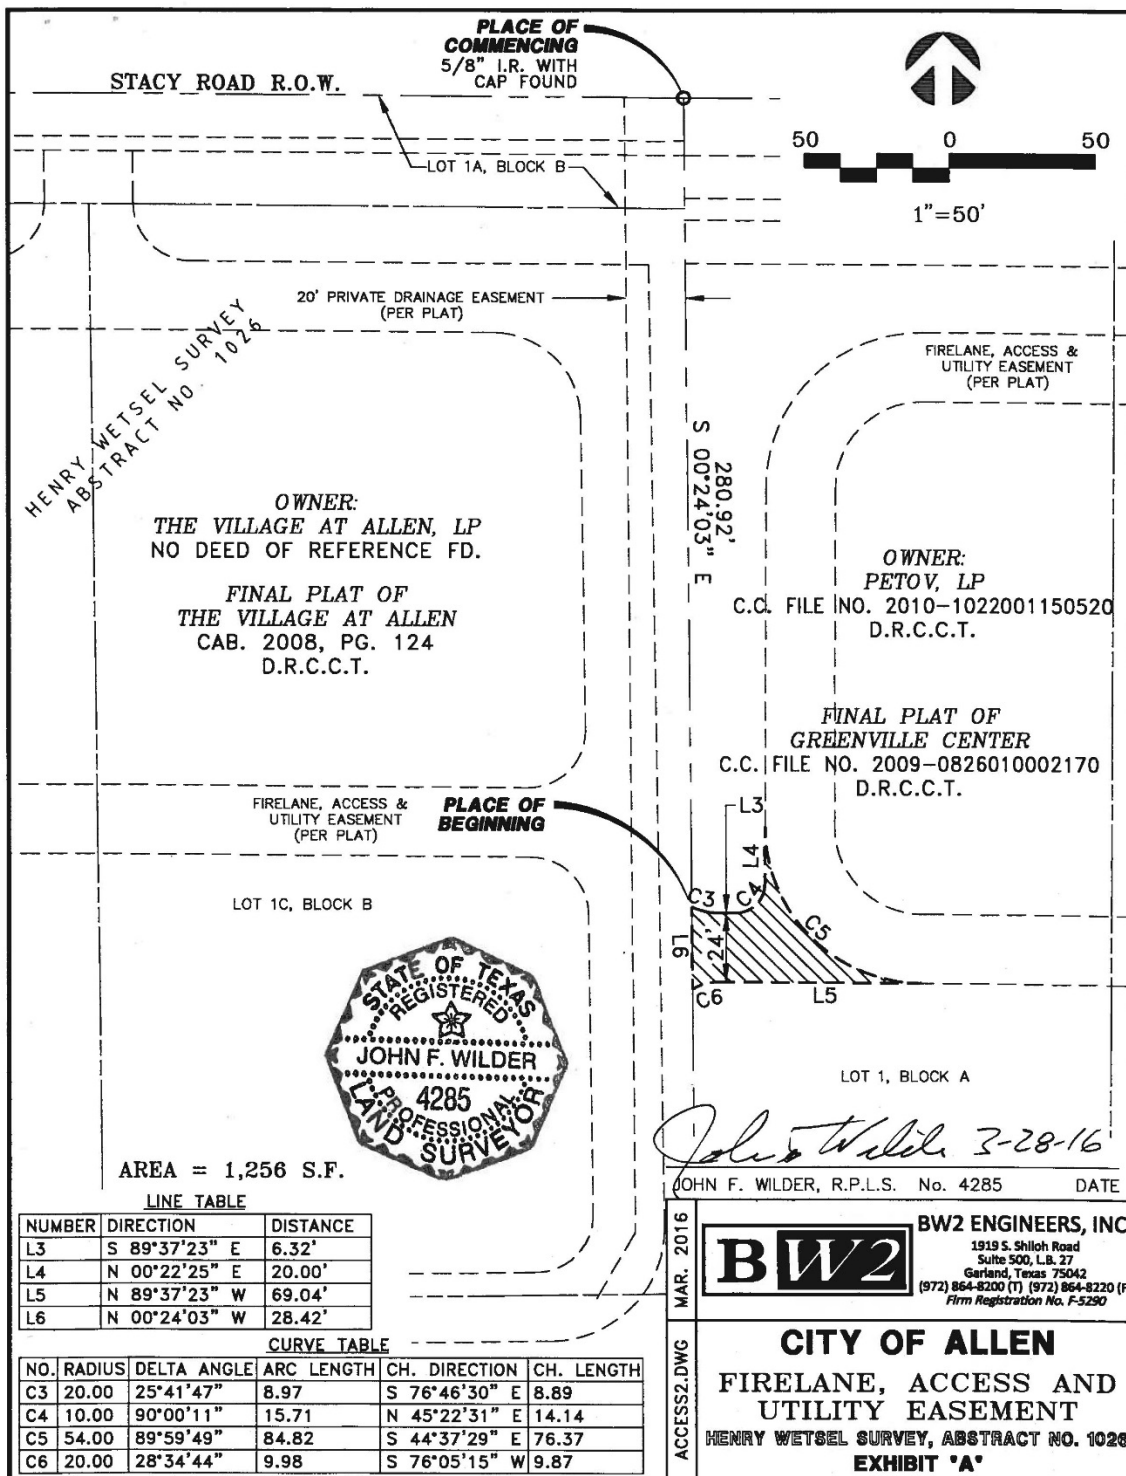 PLACE OF
COMMENCING
5/8" I.R. WITH
CAP FOUND
STACY ROAD R.O.W.
50 0 50
1"=50'
LOT 1A, BLOCK B
20' PRIVATE DRAINAGE EASEMENT
(PER PLAT)
HENRY WETSEL SURVEY
ABSTRACT NO. 1026
FIRELANE, ACCESS &
UTILITY EASEMENT
(PER PLAT)
280.92'
S 00°24'03" E
OWNER:
THE VILLAGE AT ALLEN, LP
NO DEED OF REFERENCE FD.
FINAL PLAT OF
THE VILLAGE AT ALLEN
CAB. 2008, PG. 124
D.R.C.C.T.
OWNER:
PETOV, LP
C.C. FILE NO. 2010-1022001150520
D.R.C.C.T.
FINAL PLAT OF
GREENVILLE CENTER
C.C. FILE NO. 2009-0826010002170
D.R.C.C.T.
FIRELANE, ACCESS &
UTILITY EASEMENT
(PER PLAT)
PLACE OF
BEGINNING
L3
L4
C3
C4
C5
L6
24'
C6
L5
LOT 1C, BLOCK B
STATE OF TEXAS
REGISTERED
JOHN F. WILDER
4285
PROFESSIONAL
LAND SURVEYOR
LOT 1, BLOCK A
John F Wilder 3-28-16
JOHN F. WILDER, R.P.L.S. No. 4285 DATE
AREA = 1,256 S.F.
LINE TABLE
NUMBER DIRECTION DISTANCE
L3 S 89°37'23" E 6.32'
L4 N 00°22'25" E 20.00'
L5 N 89°37'23" W 69.04'
L6 N 00°24'03" W 28.42'
CURVE TABLE
NO. RADIUS DELTA ANGLE ARC LENGTH CH. DIRECTION CH. LENGTH
C3 20.00 25°41'47" 8.97 S 76°46'30" E 8.89
C4 10.00 90°00'11" 15.71 N 45°22'31" E 14.14
C5 54.00 89°59'49" 84.82 S 44°37'29" E 76.37
C6 20.00 28°34'44" 9.98 S 76°05'15" W 9.87
MAR. 2016
ACCESS2.DWG
BW2
BW2 ENGINEERS, INC
1919 S. Shiloh Road
Suite 500, L.B. 27
Garland, Texas 75042
(972) 864-8200 (T) (972) 864-8220 (F
Firm Registration No. F-5290
CITY OF ALLEN
FIRELANE, ACCESS AND
UTILITY EASEMENT
HENRY WETSEL SURVEY, ABSTRACT NO. 1026
EXHIBIT "A"